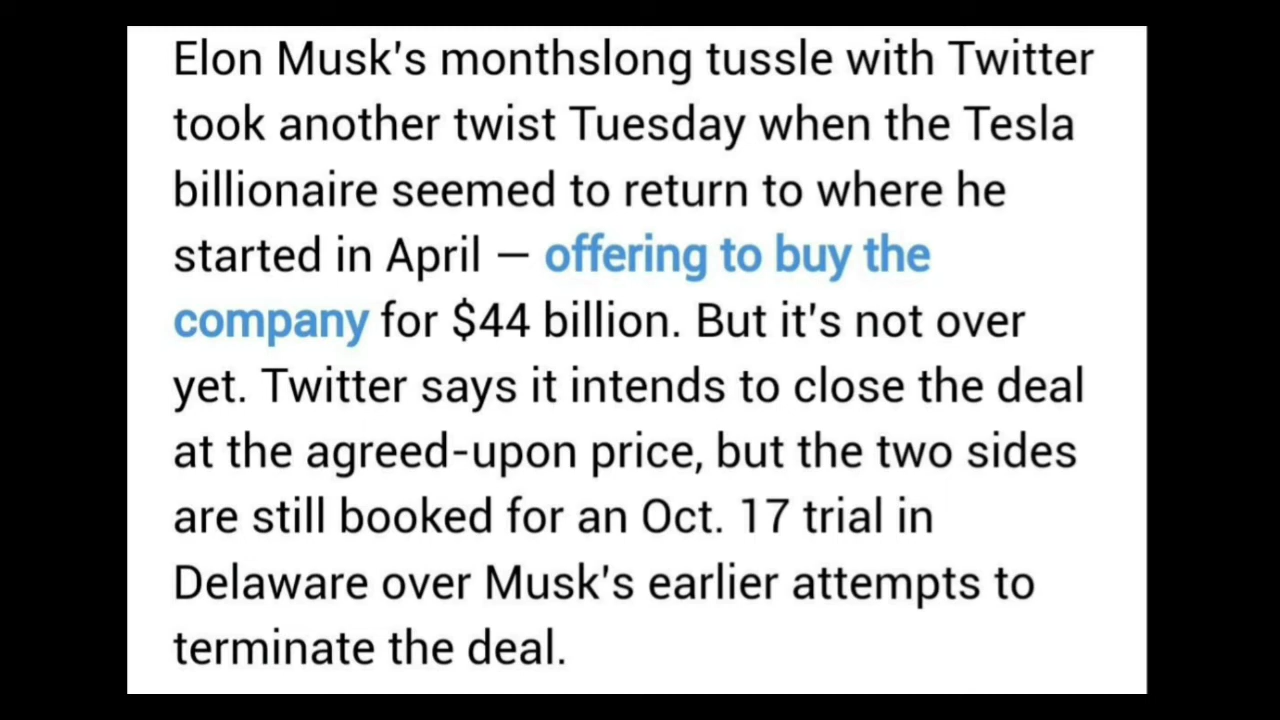 Elon Musk's monthslong tussle with Twitter
took another twist Tuesday when the Tesla
billionaire seemed to return to where he
started in April — offering to buy the
company for $44 billion. But it's not over
yet. Twitter says it intends to close the deal
at the agreed-upon price, but the two sides
are still booked for an Oct. 17 trial in
Delaware over Musk's earlier attempts to
terminate the deal.